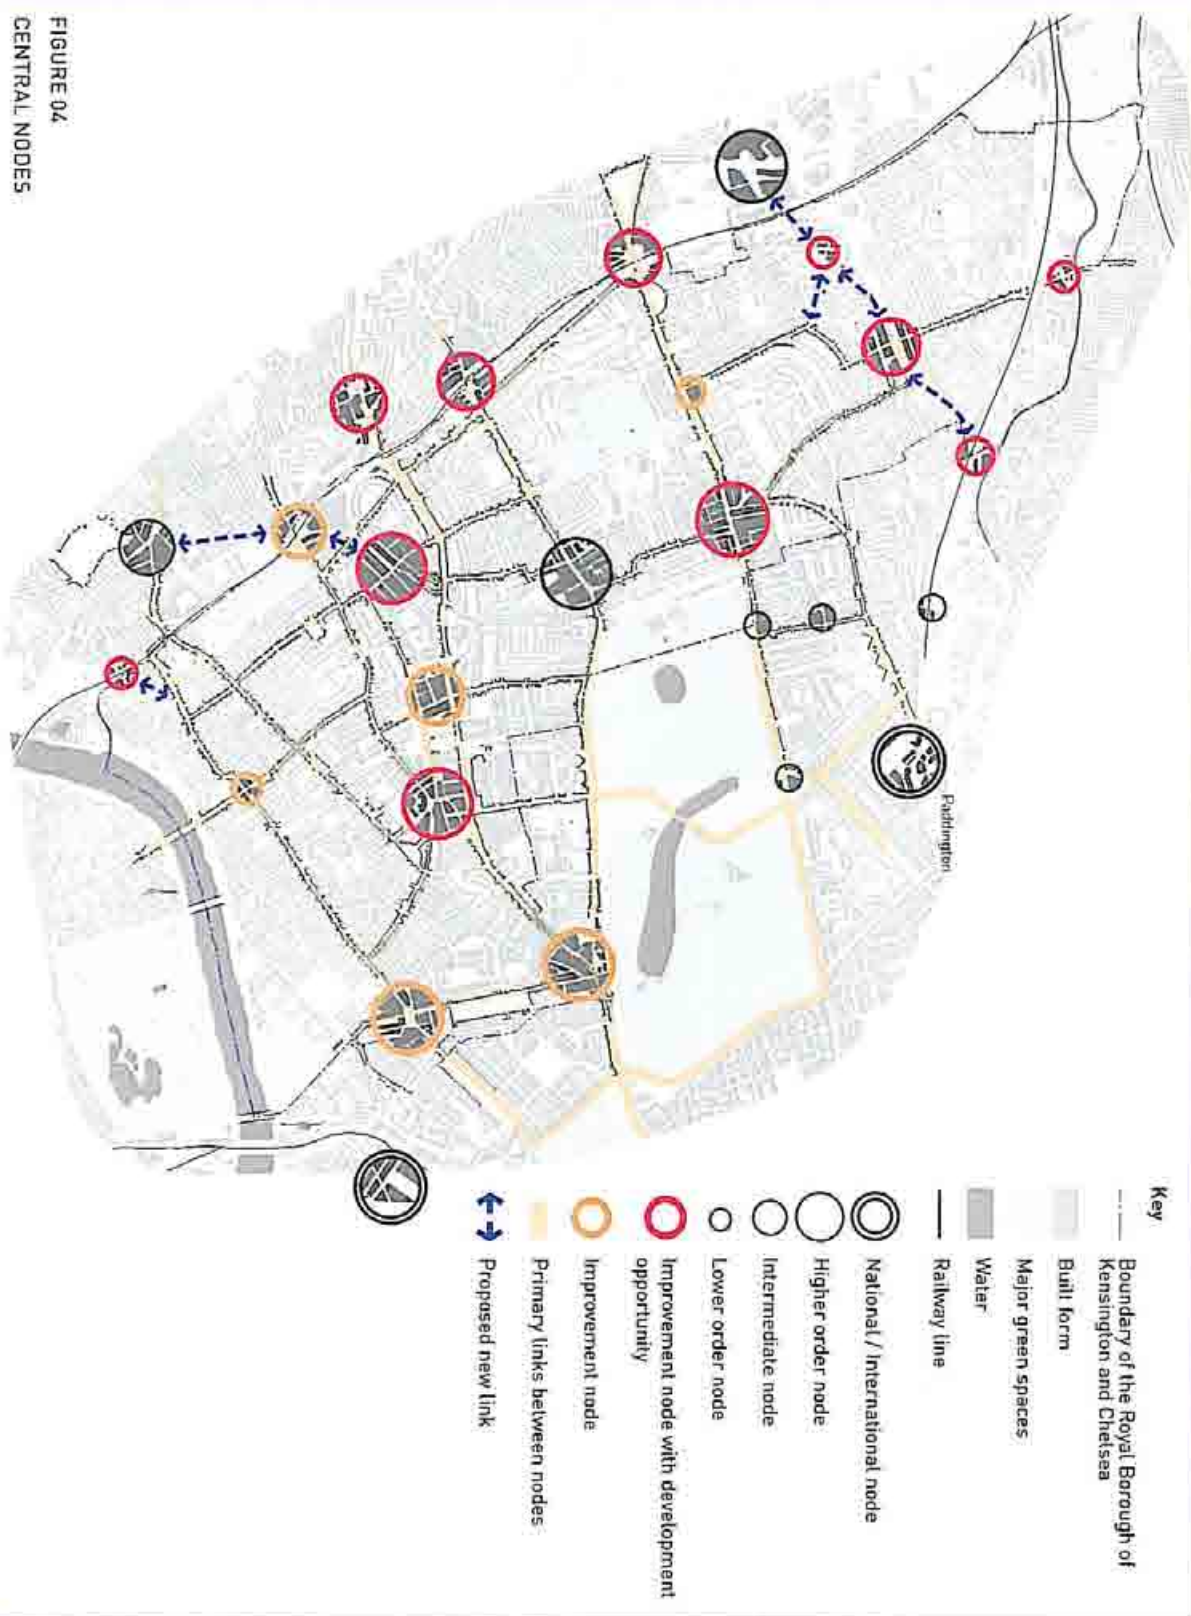 FIGURE 04
CENTRAL NODES
Paddington
Key
Boundary of the Royal Borough of
Kensington and Chelsea
Built form
Major green spaces
Water
Railway line
National / International node
Higher order node
Intermediate node
Lower order node
Improvement node with development
opportunity
Improvement node
Primary links between nodes
Proposed new link